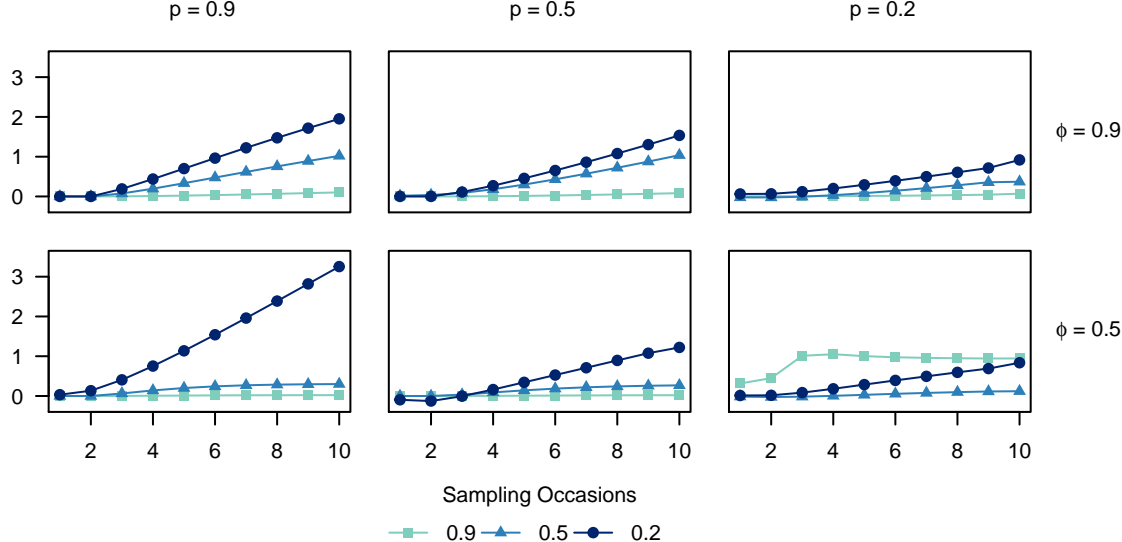 p = 0.9 p = 0.5 p = 0.2
3
2
1
0
ϕ = 0.9
3
2
1
0
ϕ = 0.5
2 4 6 8 10 2 4 6 8 10 2 4 6 8 10
Sampling Occasions
0.9 0.5 0.2